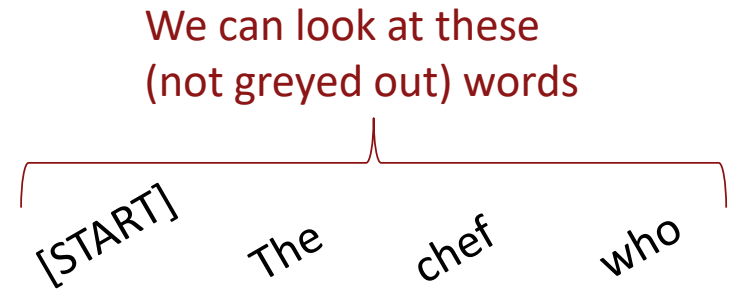 We can look at these
(not greyed out) words
[START] The chef who